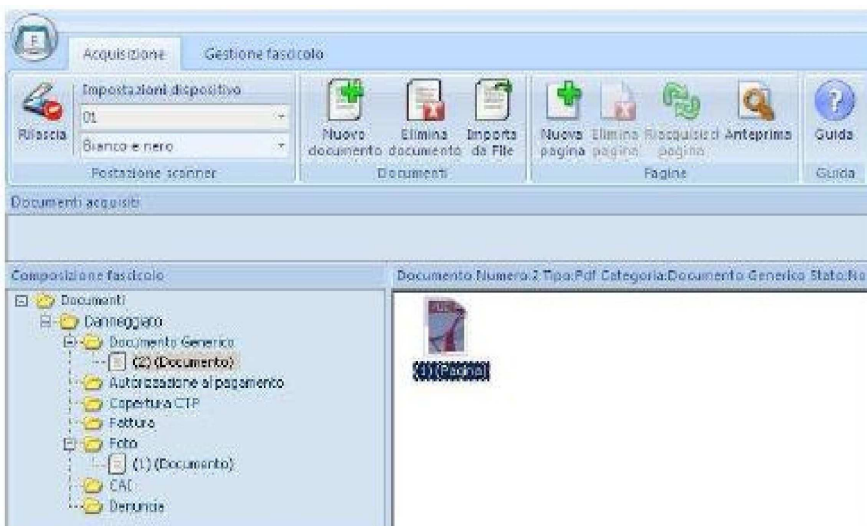 Acquisizione Gestione fascicolo
Impostazioni dispositivo
01
Bianco e nero
Rilascia
Postazione scanner
Nuovo documento
Elimina documento
Importa da File
Documenti
Nuova pagina
Elimina pagina
Riacquisisci pagina
Anteprima
Pagine
Guida
Guida
Documenti acquisiti
Composizione fascicolo
Documenti
Danneggiato
Documento Generico
(2) (Documento)
Autorizzazione al pagamento
Copertura CTP
Fattura
Foto
(1) (Documento)
CAI
Denuncia
Documento Numero:2 Tipo:Pdf Categoria:Documento Generico Stato:No
(1) (Pagina)